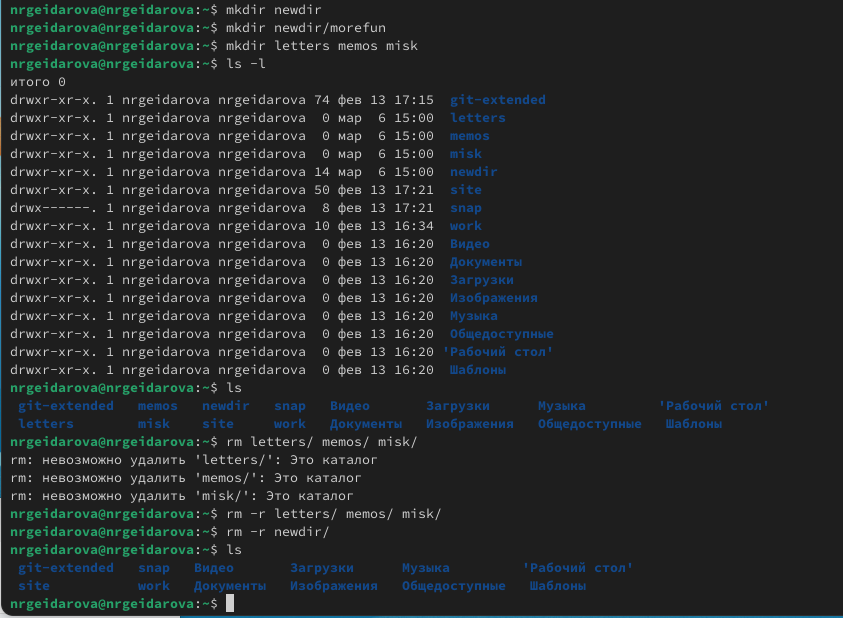 nrgeidarova@nrgeidarova:~$ mkdir newdir
nrgeidarova@nrgeidarova:~$ mkdir newdir/morefun
nrgeidarova@nrgeidarova:~$ mkdir letters memos misk
nrgeidarova@nrgeidarova:~$ ls -l
итого 0
drwxr-xr-x. 1 nrgeidarova nrgeidarova 74 фев 13 17:15  git-extended
drwxr-xr-x. 1 nrgeidarova nrgeidarova  0 мар  6 15:00  letters
drwxr-xr-x. 1 nrgeidarova nrgeidarova  0 мар  6 15:00  memos
drwxr-xr-x. 1 nrgeidarova nrgeidarova  0 мар  6 15:00  misk
drwxr-xr-x. 1 nrgeidarova nrgeidarova 14 мар  6 15:00  newdir
drwxr-xr-x. 1 nrgeidarova nrgeidarova 50 фев 13 17:21  site
drwx------. 1 nrgeidarova nrgeidarova  8 фев 13 17:21  snap
drwxr-xr-x. 1 nrgeidarova nrgeidarova 10 фев 13 16:34  work
drwxr-xr-x. 1 nrgeidarova nrgeidarova  0 фев 13 16:20  Видео
drwxr-xr-x. 1 nrgeidarova nrgeidarova  0 фев 13 16:20  Документы
drwxr-xr-x. 1 nrgeidarova nrgeidarova  0 фев 13 16:20  Загрузки
drwxr-xr-x. 1 nrgeidarova nrgeidarova  0 фев 13 16:20  Изображения
drwxr-xr-x. 1 nrgeidarova nrgeidarova  0 фев 13 16:20  Музыка
drwxr-xr-x. 1 nrgeidarova nrgeidarova  0 фев 13 16:20  Общедоступные
drwxr-xr-x. 1 nrgeidarova nrgeidarova  0 фев 13 16:20 'Рабочий стол'
drwxr-xr-x. 1 nrgeidarova nrgeidarova  0 фев 13 16:20  Шаблоны
nrgeidarova@nrgeidarova:~$ ls
git-extended   memos   newdir   snap   Видео       Загрузки      Музыка         'Рабочий стол'
letters        misk    site     work   Документы   Изображения   Общедоступные   Шаблоны
nrgeidarova@nrgeidarova:~$ rm letters/ memos/ misk/
rm: невозможно удалить 'letters/': Это каталог
rm: невозможно удалить 'memos/': Это каталог
rm: невозможно удалить 'misk/': Это каталог
nrgeidarova@nrgeidarova:~$ rm -r letters/ memos/ misk/
nrgeidarova@nrgeidarova:~$ rm -r newdir/
nrgeidarova@nrgeidarova:~$ ls
git-extended   snap   Видео       Загрузки      Музыка         'Рабочий стол'
site           work   Документы   Изображения   Общедоступные   Шаблоны
nrgeidarova@nrgeidarova:~$